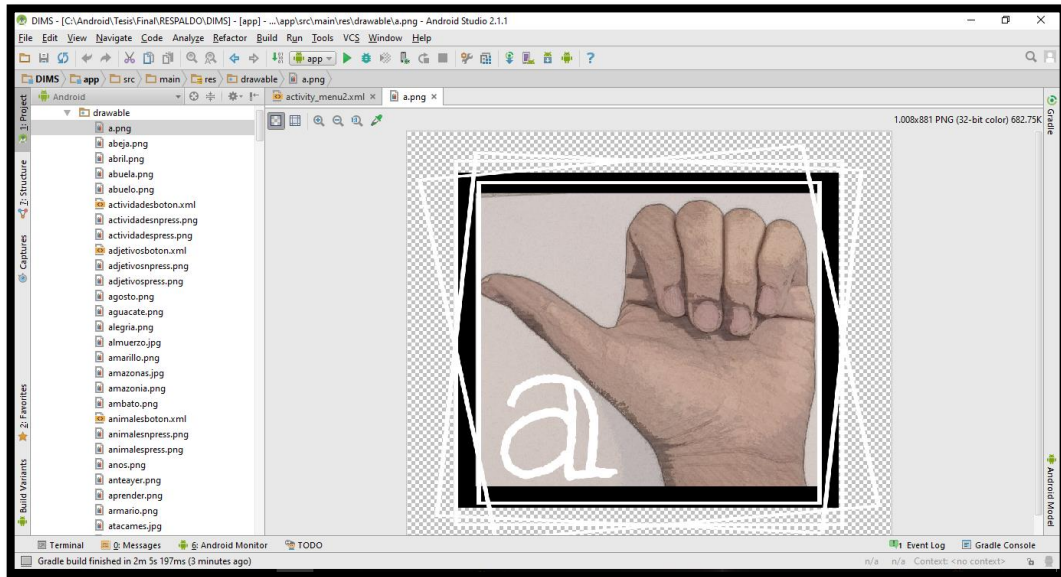 DIMS - [C:\Android\Tesis\Final\RESPALDO\DIMS] - [app] - ...\app\src\main\res\drawable\a.png - Android Studio 2.1.1
File Edit View Navigate Code Analyze Refactor Build Run Tools VCS Window Help
app
DIMS app src main res drawable a.png
Android
activity_menu2.xml
a.png
1: Project
7: Structure
Captures
2: Favorites
Build Variants
drawable
a.png
abeja.png
abril.png
abuela.png
abuelo.png
actividadesboton.xml
actividadesnpress.png
actividadespress.png
adjetivosboton.xml
adjetivosnpress.png
adjetivospress.png
agosto.png
aguacate.png
alegria.png
almuerzo.jpg
amarillo.png
amazonas.jpg
amazonia.png
ambato.png
animalesboton.xml
animalesnpress.png
animalespress.png
anos.png
anteayer.png
aprender.png
armario.png
atacames.jpg
1.008x881 PNG (32-bit color) 682.75K
a
Gradle
Android Model
Terminal 0: Messages 6: Android Monitor TODO
1 Event Log Gradle Console
Gradle build finished in 2m 5s 197ms (3 minutes ago)
n/a n/a Context: <no context>